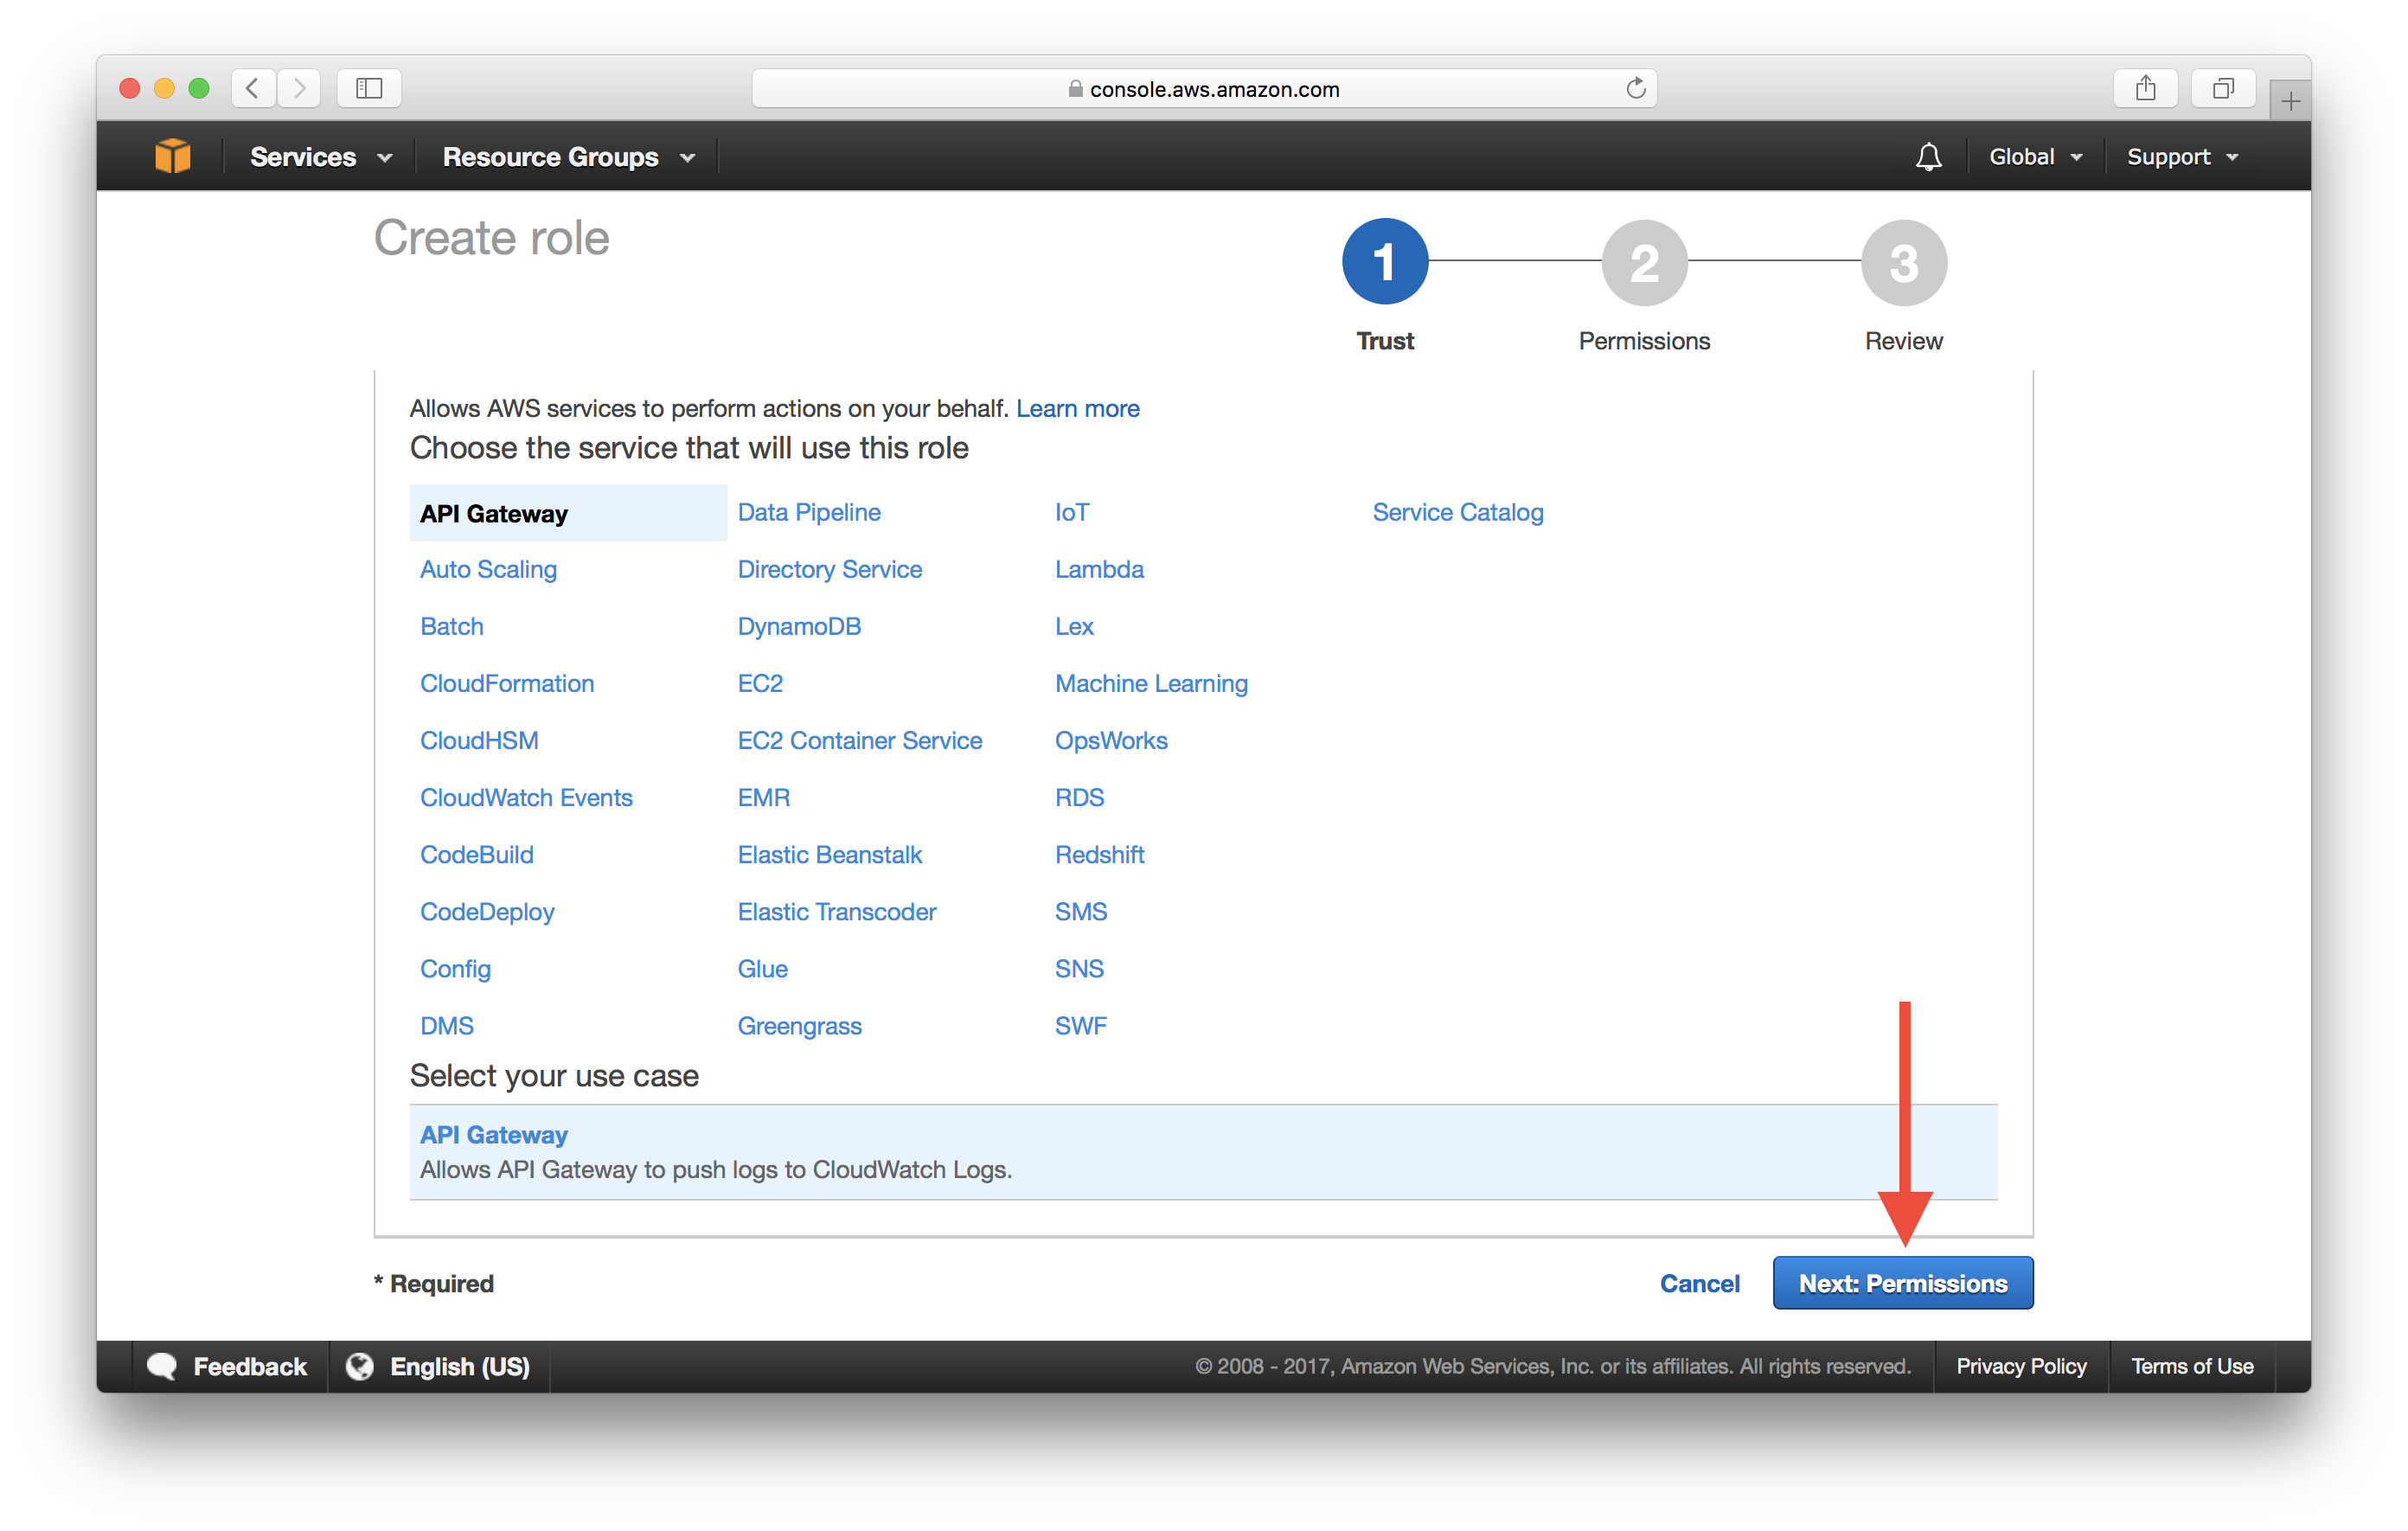 console.aws.amazon.com
Services
Resource Groups
Global
Support
Create role
1
2
3
Trust
Permissions
Review
Allows AWS services to perform actions on your behalf. Learn more
Choose the service that will use this role
API Gateway
Data Pipeline
IoT
Service Catalog
Auto Scaling
Directory Service
Lambda
Batch
DynamoDB
Lex
CloudFormation
EC2
Machine Learning
CloudHSM
EC2 Container Service
OpsWorks
CloudWatch Events
EMR
RDS
CodeBuild
Elastic Beanstalk
Redshift
CodeDeploy
Elastic Transcoder
SMS
Config
Glue
SNS
DMS
Greengrass
SWF
Select your use case
API Gateway
Allows API Gateway to push logs to CloudWatch Logs.
* Required
Cancel
Next: Permissions
Feedback
English (US)
© 2008 - 2017, Amazon Web Services, Inc. or its affiliates. All rights reserved.
Privacy Policy
Terms of Use